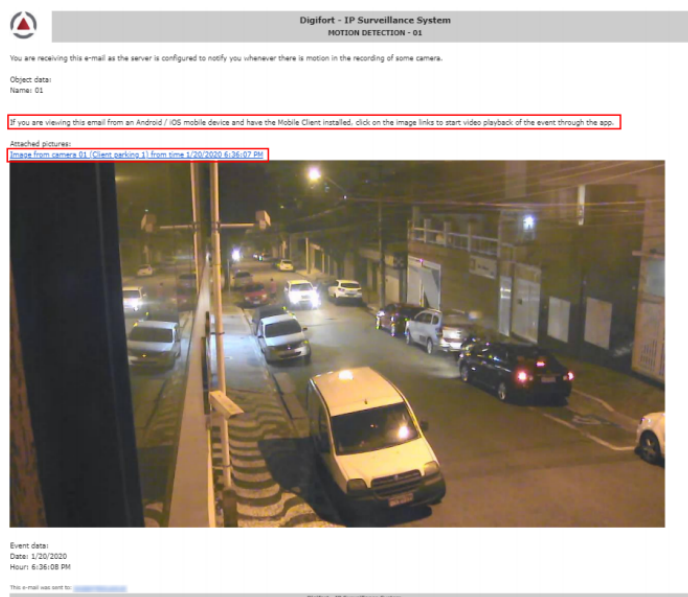 Digifort - IP Surveillance System
MOTION DETECTION - 01
You are receiving this e-mail as the server is configured to notify you whenever there is motion in the recording of some camera.
Object data:
Name: 01
If you are viewing this email from an Android / iOS mobile device and have the Mobile Client installed, click on the image links to start video playback of the event through the app.
Attached pictures:
Image from camera 01 (Client parking 1) from time 1/20/2020 6:36:07 PM
Event data:
Date: 1/20/2020
Hour: 6:36:08 PM
This e-mail was sent to: